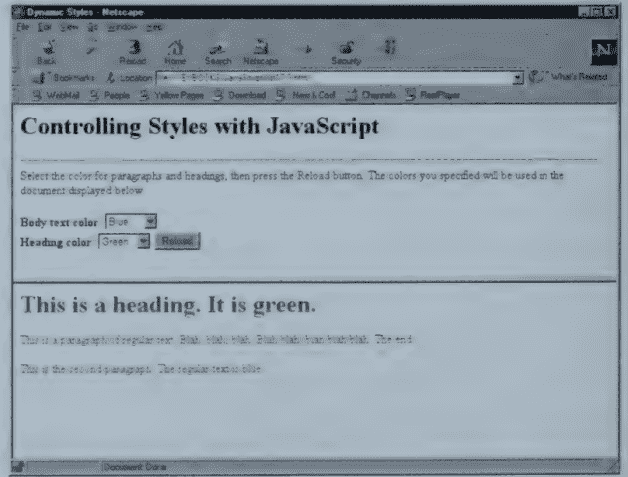 Dynamic Styles - Netscape
File Edit View Go Window Help
Back Reload Home Search Netscape Security
Bookmarks Location What's Related
WebMail People Yellow Pages Download New & Cool Channels RealPlayer
Controlling Styles with JavaScript
Select the color for paragraphs and headings, then press the Reload button. The colors you specified will be used in the
document displayed below
Body text color Blue
Heading color Green Reload
This is a heading. It is green.
This is a paragraph of regular text. Blah, blah, blah. Blah, blah, blah, blah, blah. The end.
This is the second paragraph. The regular text is blue.
Document Done